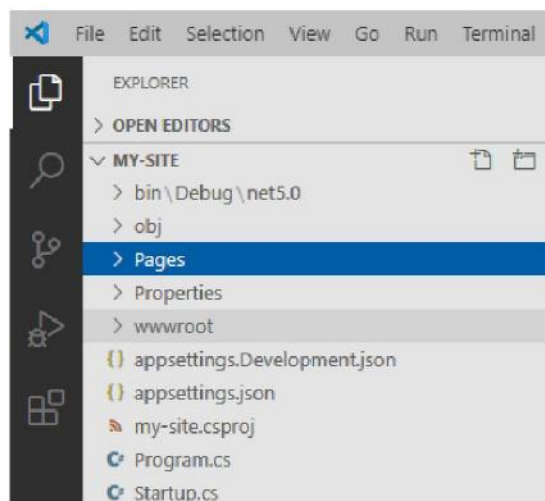 File Edit Selection View Go Run Terminal
EXPLORER
OPEN EDITORS
MY-SITE
bin\Debug\net5.0
obj
Pages
Properties
wwwroot
{} appsettings.Development.json
{} appsettings.json
my-site.csproj
C# Program.cs
C# Startup.cs